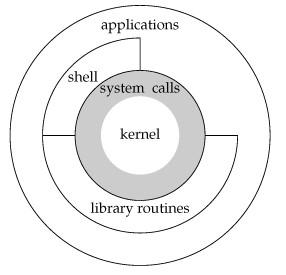 applications
shell
system calls
kernel
library routines